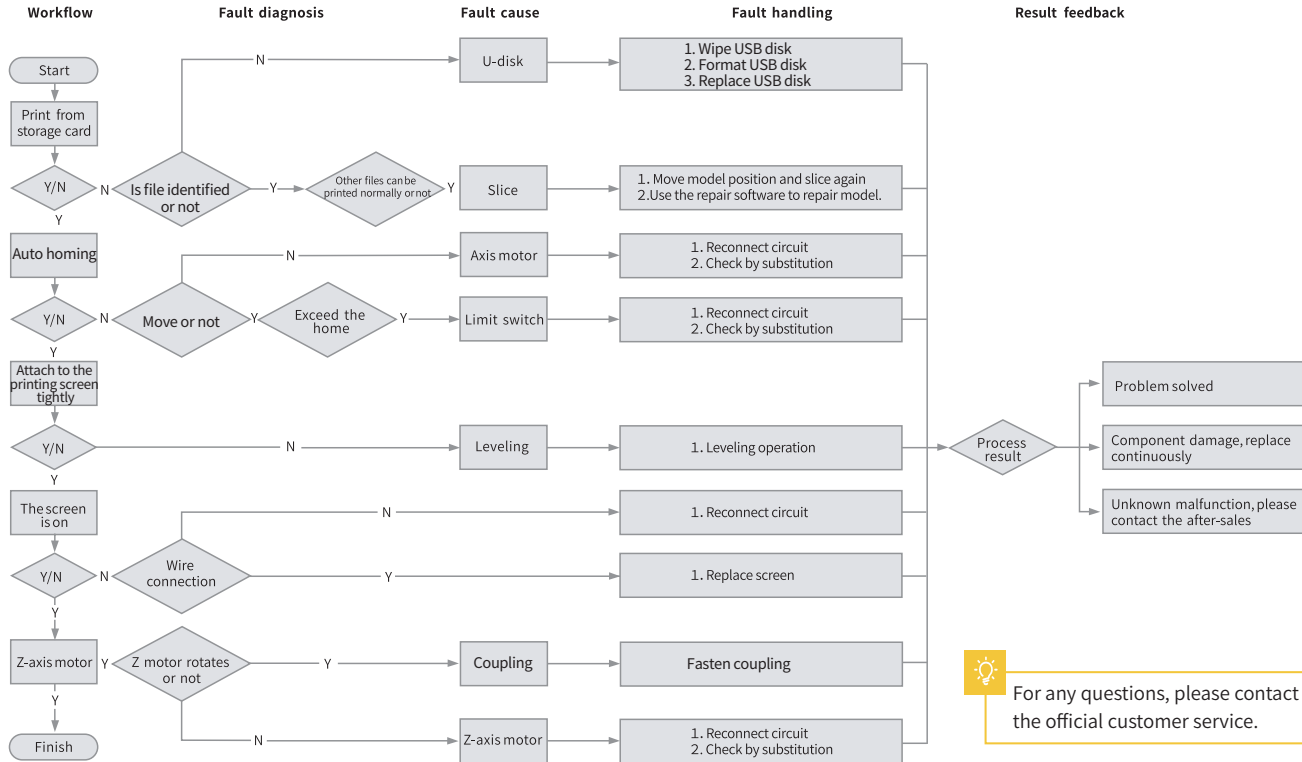 Workflow
Fault diagnosis
Fault cause
Fault handling
Result feedback
Start
Print from
storage card
Y/N
N
Y
Is file identified
or not
N
Y
Other files can be
printed normally or not
Y
U-disk
1. Wipe USB disk
2. Format USB disk
3. Replace USB disk
Slice
1. Move model position and slice again
2.Use the repair software to repair model.
Auto homing
Y/N
N
Y
Move or not
N
Y
Exceed the
home
Y
Axis motor
1. Reconnect circuit
2. Check by substitution
Limit switch
1. Reconnect circuit
2. Check by substitution
Attach to the
printing screen
tightly
Y/N
N
Y
Leveling
1. Leveling operation
The screen
is on
Y/N
N
Y
Wire
connection
N
1. Reconnect circuit
Y
1. Replace screen
Z-axis motor
Y
Y
Z motor rotates
or not
Y
Coupling
Fasten coupling
N
Z-axis motor
1. Reconnect circuit
2. Check by substitution
Finish
Process
result
Problem solved
Component damage, replace
continuously
Unknown malfunction, please
contact the after-sales
For any questions, please contact
the official customer service.